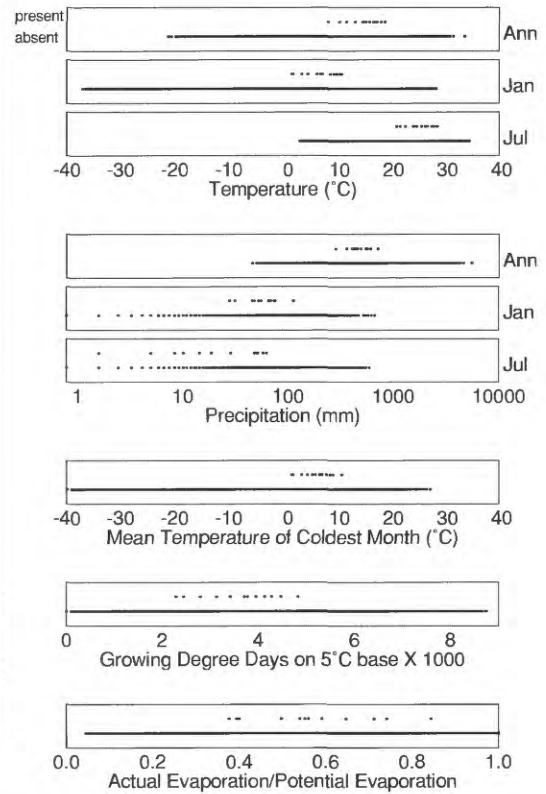 present
absent
Ann
Jan
Jul
-40 -30 -20 -10 0 10 20 30 40
Temperature (˚C)
Ann
Jan
Jul
1 10 100 1000 10000
Precipitation (mm)
-40 -30 -20 -10 0 10 20 30 40
Mean Temperature of Coldest Month (˚C)
0 2 4 6 8
Growing Degree Days on 5˚C base X 1000
0.0 0.2 0.4 0.6 0.8 1.0
Actual Evaporation/Potential Evaporation